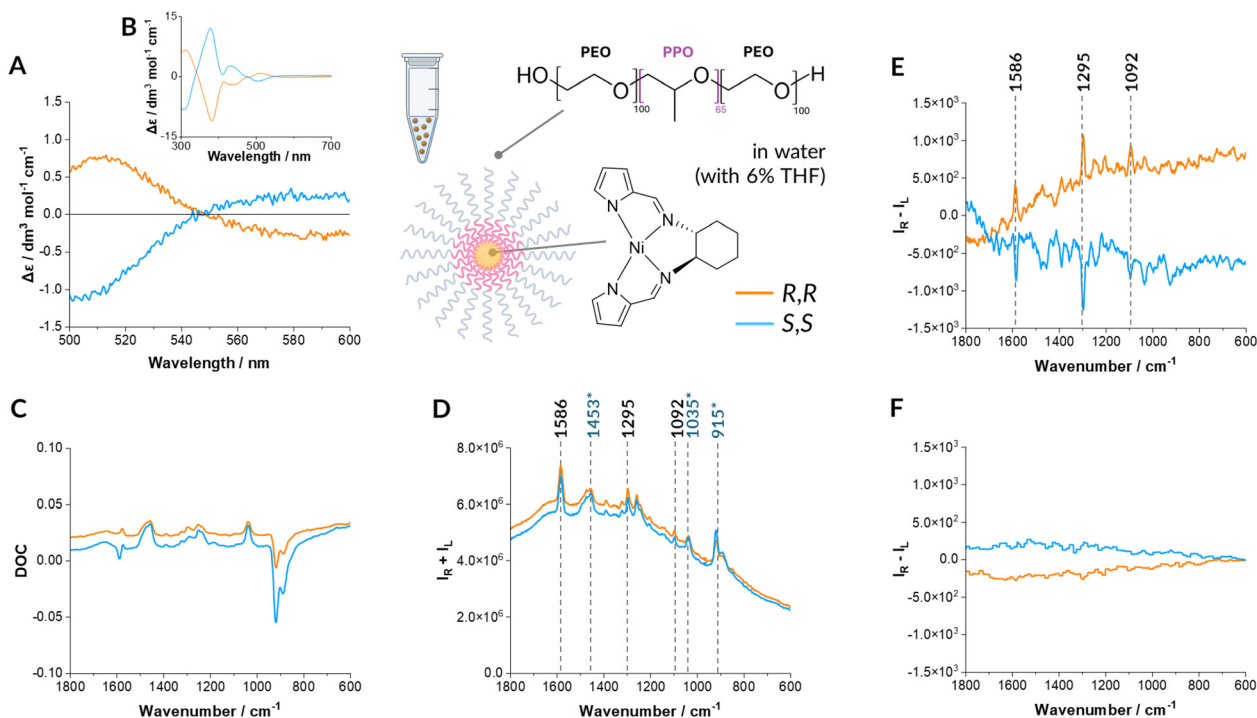 A
1.5
1.0
0.5
0.0
-0.5
-1.0
-1.5
Δε / dm³ mol⁻¹ cm⁻¹
500 520 540 560 580 600
Wavelength / nm
B
15
0
-15
Δε / dm³ mol⁻¹ cm⁻¹
300 400 500 600 700
Wavelength / nm
PEO PPO PEO
HO O O O H
100 65 100
in water
(with 6% THF)
N N
Ni
N N
R,R
S,S
C
0.10
0.05
0.00
-0.05
-0.10
DOC
1800 1600 1400 1200 1000 800 600
Wavenumber / cm⁻¹
D
1586 1453* 1295 1092 1035* 915*
8.0×10⁶
6.0×10⁶
4.0×10⁶
2.0×10⁶
0.0
I_R + I_L
1800 1600 1400 1200 1000 800 600
Wavenumber / cm⁻¹
E
1586 1295 1092
1.5×10³
1.0×10³
5.0×10²
0.0
-5.0×10²
-1.0×10³
-1.5×10³
I_R - I_L
1800 1600 1400 1200 1000 800 600
Wavenumber / cm⁻¹
F
1.5×10³
1.0×10³
5.0×10²
0.0
-5.0×10²
-1.0×10³
-1.5×10³
I_R - I_L
1800 1600 1400 1200 1000 800 600
Wavenumber / cm⁻¹